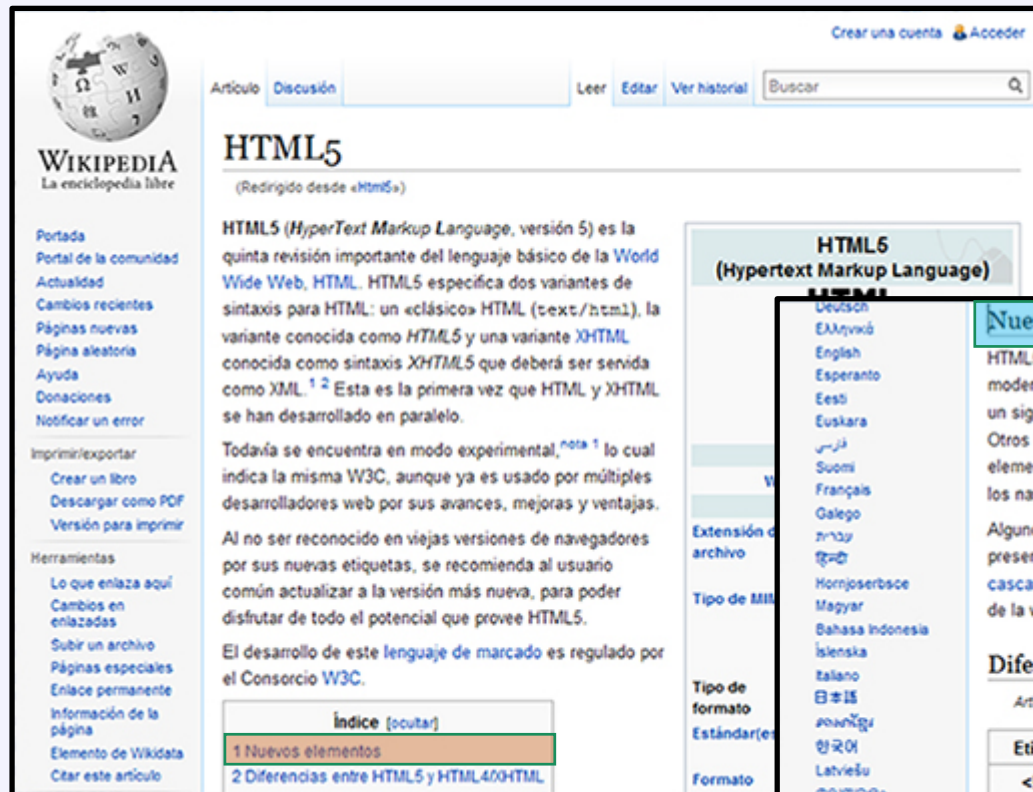 Crear una cuenta Acceder
Artículo Discusión Leer Editar Ver historial Buscar
WIKIPEDIA
La enciclopedia libre
Portada
Portal de la comunidad
Actualidad
Cambios recientes
Páginas nuevas
Página aleatoria
Ayuda
Donaciones
Notificar un error
Imprimir/exportar
Crear un libro
Descargar como PDF
Versión para imprimir
Herramientas
Lo que enlaza aquí
Cambios en
enlazadas
Subir un archivo
Páginas especiales
Enlace permanente
Información de la
página
Elemento de Wikidata
Citar este artículo
HTML5
(Redirigido desde «Html5»)
HTML5 (HyperText Markup Language, versión 5) es la
quinta revisión importante del lenguaje básico de la World
Wide Web, HTML. HTML5 especifica dos variantes de
sintaxis para HTML: un «clásico» HTML (text/html), la
variante conocida como HTML5 y una variante XHTML
conocida como sintaxis XHTML5 que deberá ser servida
como XML.1 2 Esta es la primera vez que HTML y XHTML
se han desarrollado en paralelo.
Todavía se encuentra en modo experimental,nota 1 lo cual
indica la misma W3C, aunque ya es usado por múltiples
desarrolladores web por sus avances, mejoras y ventajas.
Al no ser reconocido en viejas versiones de navegadores
por sus nuevas etiquetas, se recomienda al usuario
común actualizar a la versión más nueva, para poder
disfrutar de todo el potencial que provee HTML5.
El desarrollo de este lenguaje de marcado es regulado por
el Consorcio W3C.
Índice [ocultar]
1 Nuevos elementos
2 Diferencias entre HTML5 y HTML4/XHTML
HTML5
(Hypertext Markup Language)
Extensión d
archivo
Tipo de
formato
Formato
Deutsch
Ελληνικά
English
Esperanto
Eesti
Euskara
فارسی
Suomi
Français
Galego
עברית
हिन्दी
Hornjoserbsce
Magyar
Bahasa Indonesia
Íslenska
Italiano
日本語
ភាសាខ្មែរ
한국어
Latviešu
Nue
HTML
moder
un sig
Otros
eleme
los na
Algun
presen
casca
de la v
Dife
Art
Eti